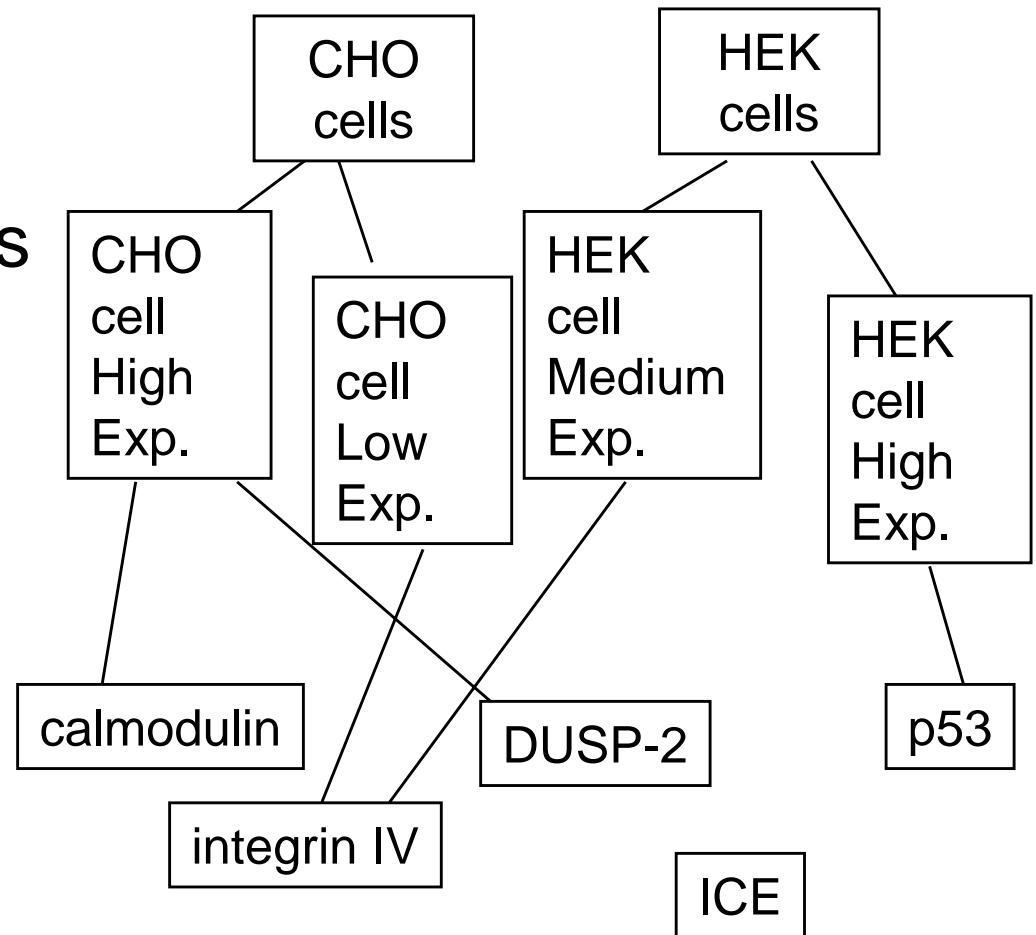 CHO
cells
HEK
cells
s
CHO
cell
High
Exp.
CHO
cell
Low
Exp.
HEK
cell
Medium
Exp.
HEK
cell
High
Exp.
calmodulin
DUSP-2
p53
integrin IV
ICE